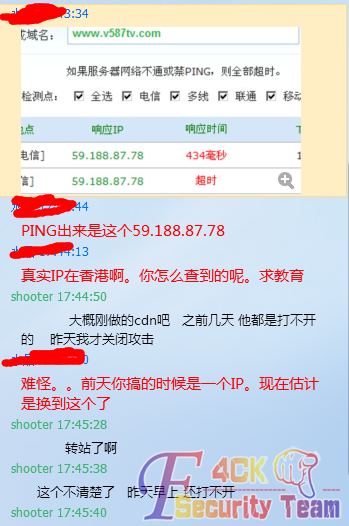 3:34
或域名：
www.v587tv.com
如果服务器网络不通或禁PING，则全部超时。
检测点： 全选 电信 多线 联通 移动
地点 响应IP 响应时间 T
电信] 59.188.87.78 434毫秒 1
信] 59.188.87.78 超时
:44
PING出来是这个59.188.87.78
4:13
真实IP在香港啊。你怎么查到的呢。求教育
shooter 17:44:50
大概刚做的cdn吧 之前几天 他都是打不开
的 昨天我才关闭攻击
0
难怪。。前天你搞的时候是一个IP。现在估计
是换到这个了
shooter 17:45:28
转站了啊
shooter 17:45:38
这个不清楚了 昨天早上 还打不开
shooter 17:45:40
F4CK
Security Team